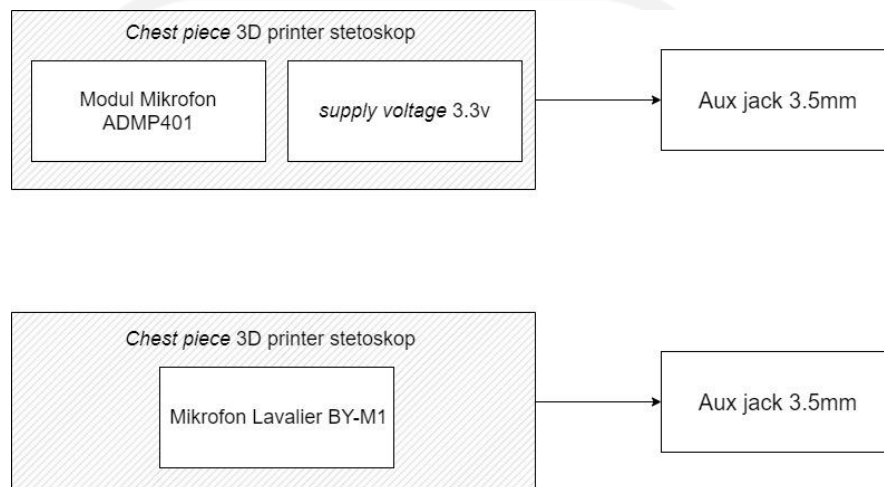 Chest piece 3D printer stetoskop
Modul Mikrofon
ADMP401
supply voltage 3.3v
Aux jack 3.5mm
Chest piece 3D printer stetoskop
Mikrofon Lavalier BY-M1
Aux jack 3.5mm